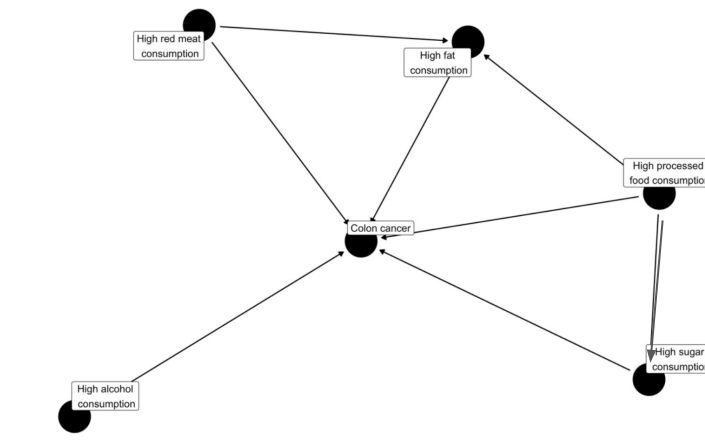 High red meat
consumption
High fat
consumption
High processed
food consumptio
Colon cancer
High sugar
consumptio
High alcohol
consumption